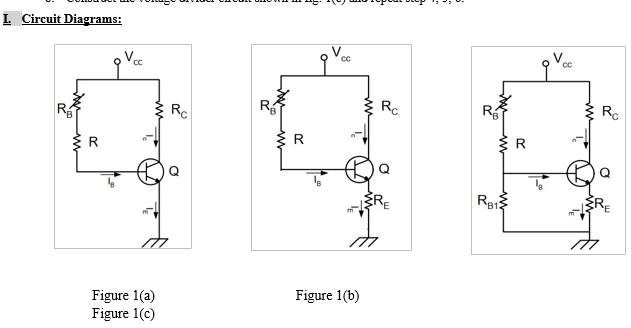 I. Circuit Diagrams:
Vcc
RB
RC
R
IB
Q
E
Vcc
RB
RC
R
IB
Q
RE
E
Vcc
RB
RC
R
IB
Q
RB1
RE
E
Figure 1(a)
Figure 1(b)
Figure 1(c)